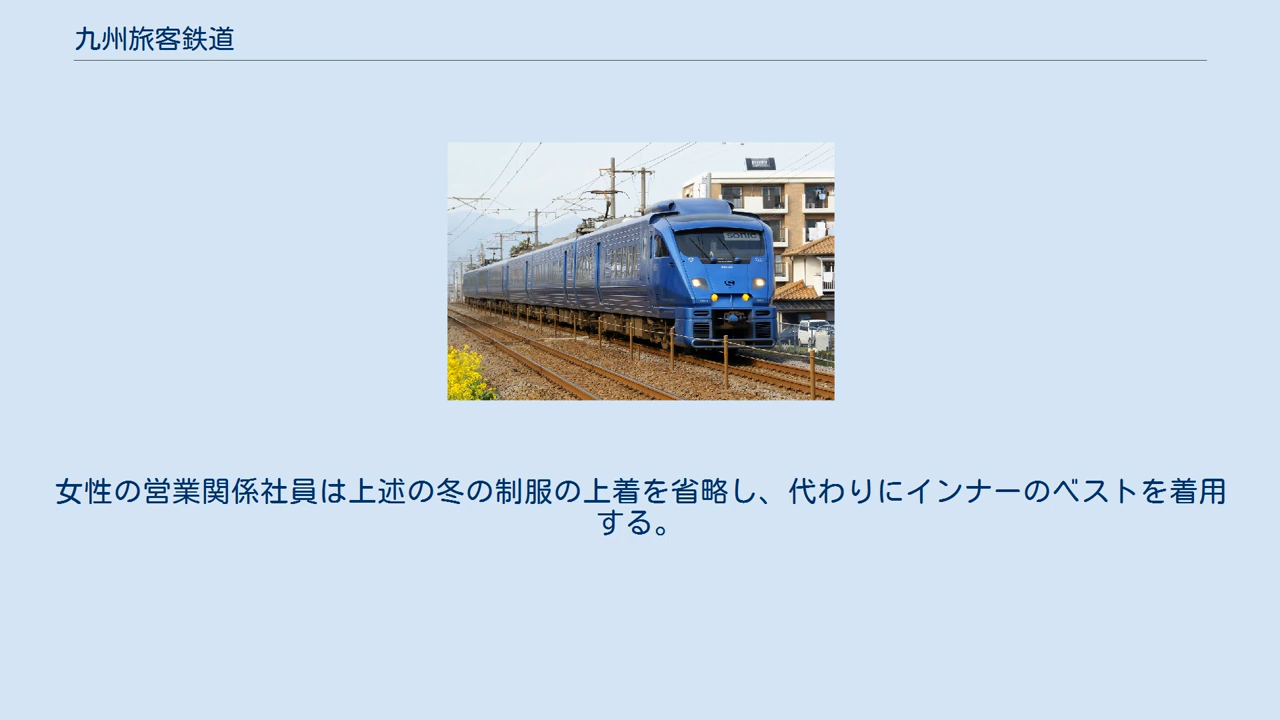 九州旅客鉄道
女性の営業関係社員は上述の冬の制服の上着を省略し、代わりにインナーのベストを着用
する。